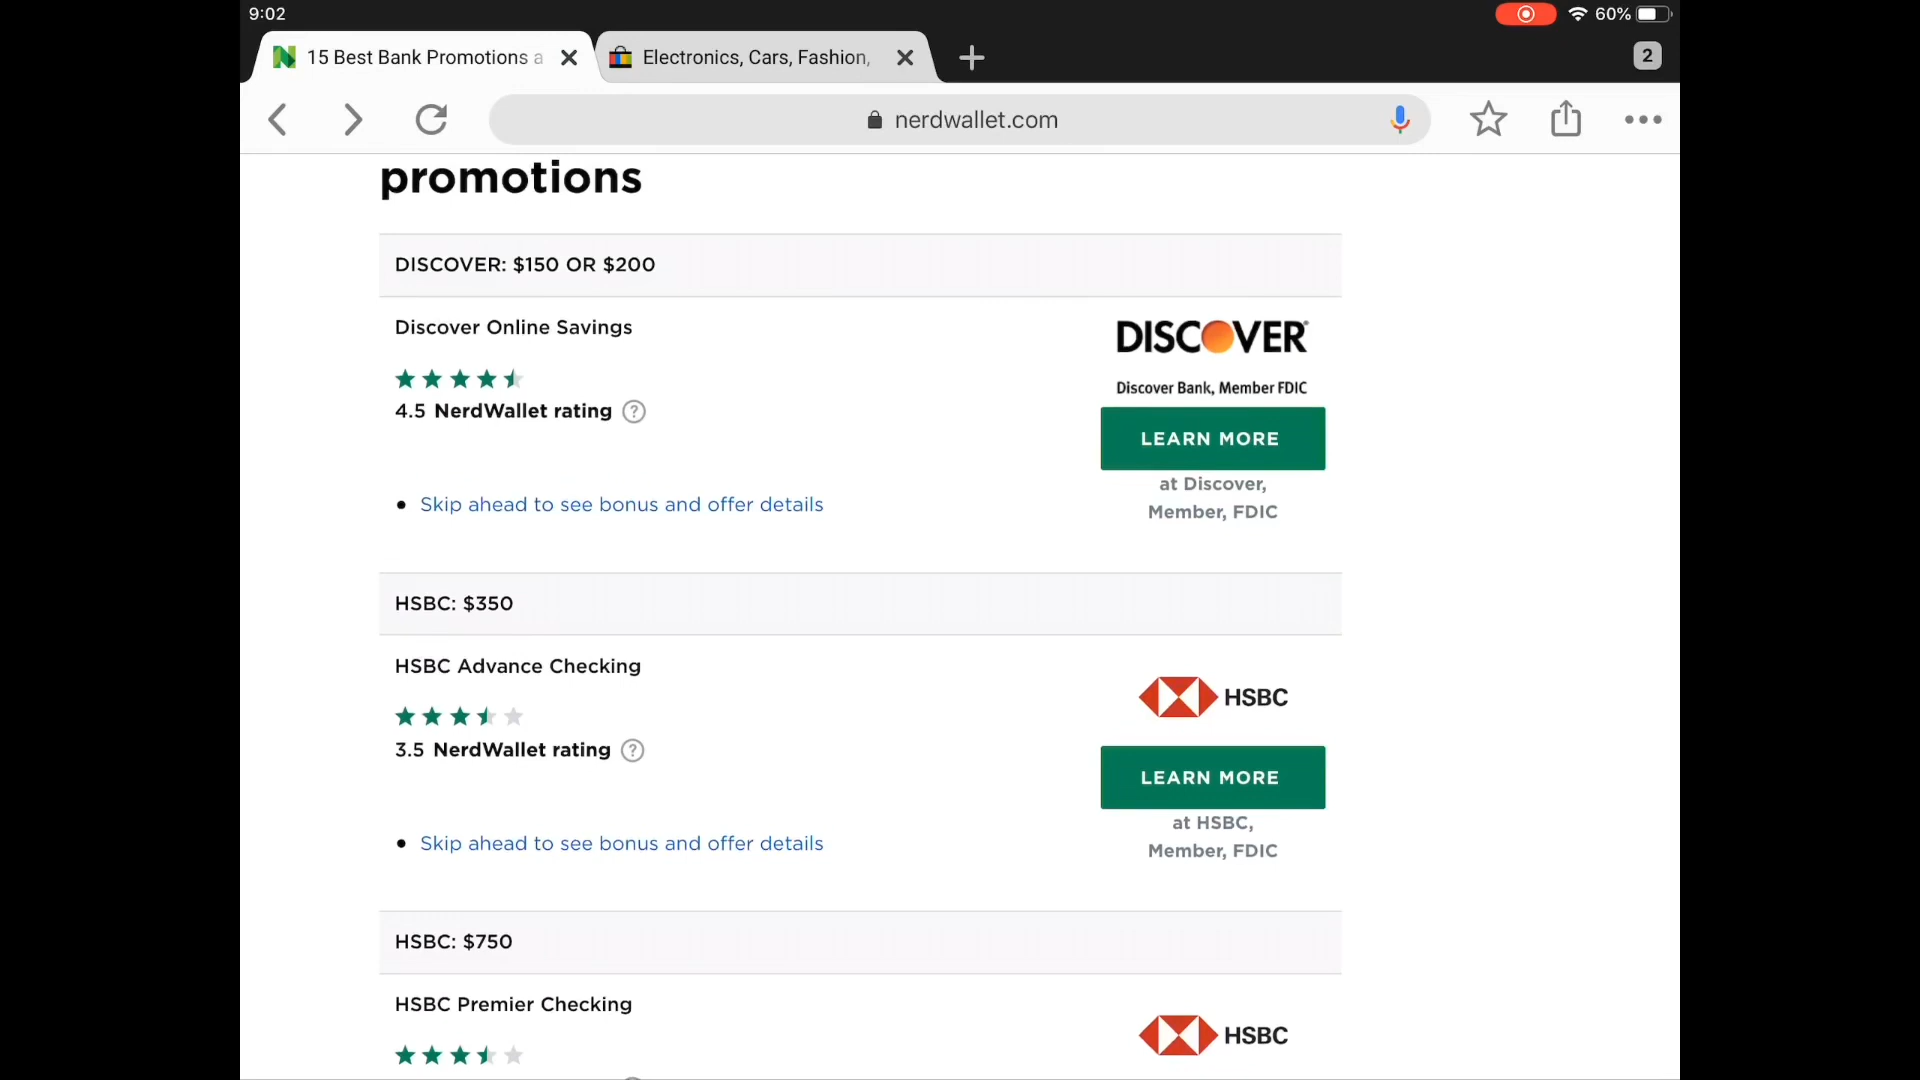 9:02
60%
15 Best Bank Promotions a
Electronics, Cars, Fashion,
2
nerdwallet.com
promotions
DISCOVER: $150 OR $200
Discover Online Savings
4.5 NerdWallet rating ?
Skip ahead to see bonus and offer details
DISCOVER
Discover Bank, Member FDIC
LEARN MORE
at Discover,
Member, FDIC
HSBC: $350
HSBC Advance Checking
3.5 NerdWallet rating ?
Skip ahead to see bonus and offer details
HSBC
LEARN MORE
at HSBC,
Member, FDIC
HSBC: $750
HSBC Premier Checking
HSBC